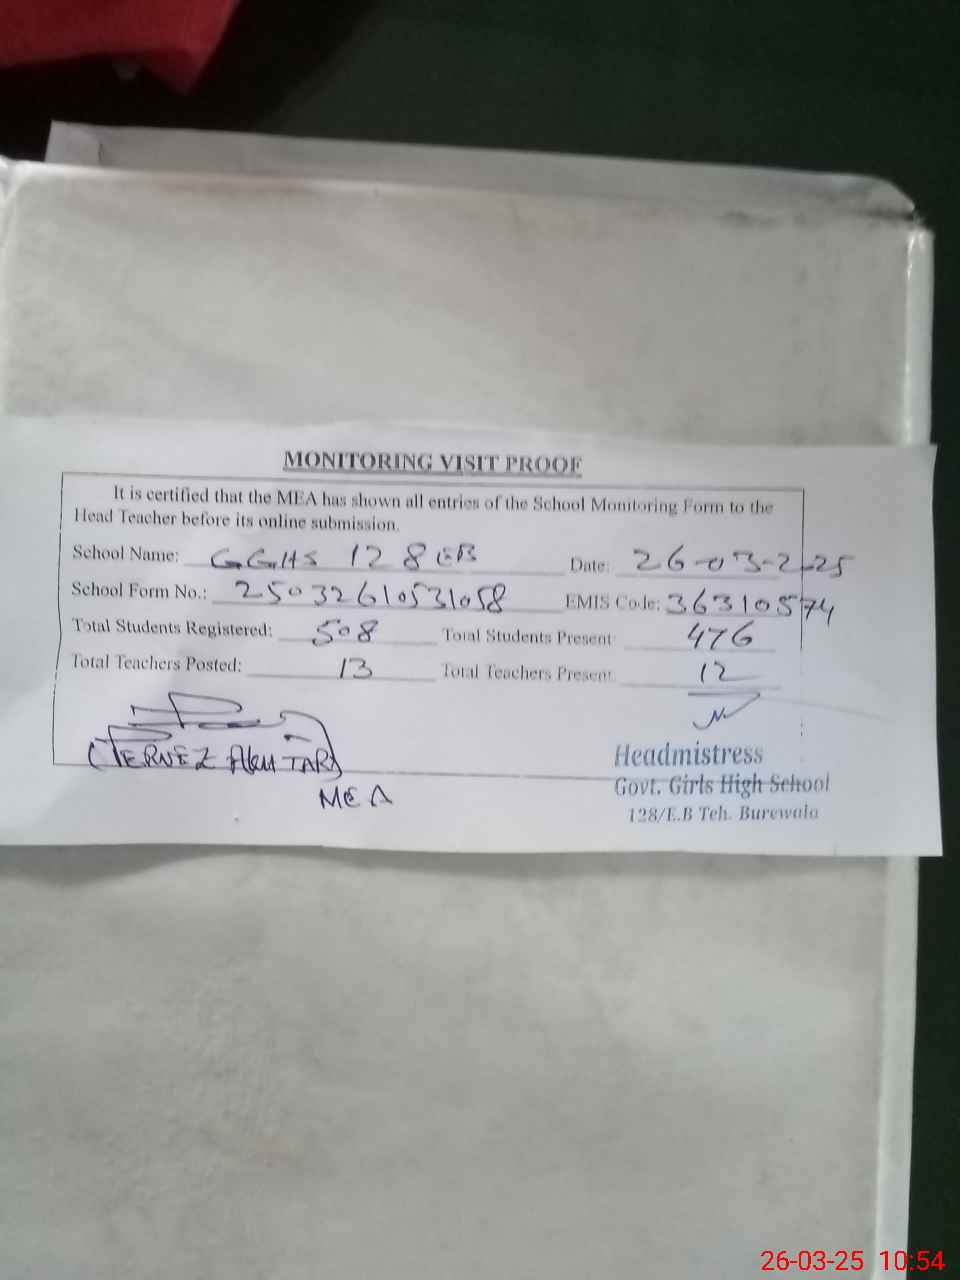 MONITORING VISIT PROOF
It is certified that the MEA has shown all entries of the School Monitoring Form to the
Head Teacher before its online submission.
School Name: GGHS 128 EB Date: 26-03-2025
School Form No.: 25032610531058 EMIS Code: 36310574
Total Students Registered: 508 Total Students Present 476
Total Teachers Posted: 13 Total Teachers Present 12
AKHTAR)
MEA
Headmistress
Govt. Girls High School
128/E.B Teh. Burewala
26-03-25 10:54